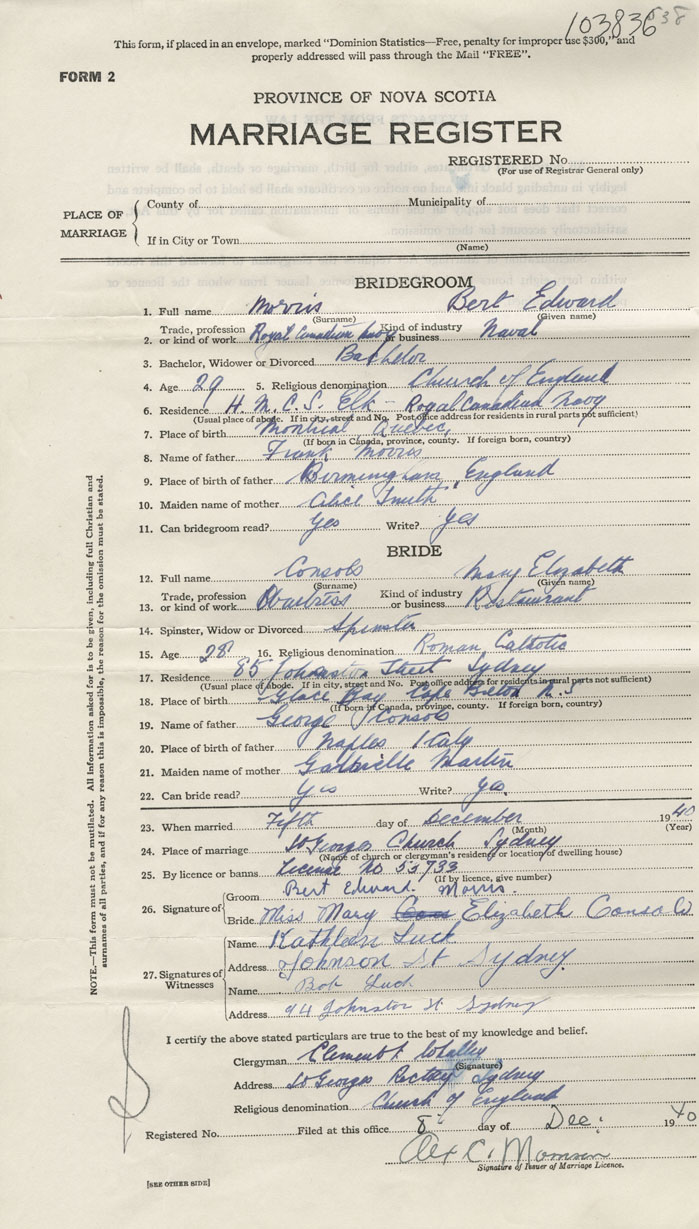 103836
This form, if placed in an envelope, marked "Dominion Statistics—Free, penalty for improper use $300," and
properly addressed will pass through the Mail "FREE".
FORM 2
PROVINCE OF NOVA SCOTIA
MARRIAGE REGISTER
REGISTERED No.
(For use of Registrar General only)
PLACE OF MARRIAGE
County of Municipality of
If in City or Town
(Name)
BRIDEGROOM
1. Full name Morris Bert Edward
(Surname) (Given name)
2. Trade, profession or kind of work Royal Canadian Navy Kind of industry or business Naval
3. Bachelor, Widower or Divorced Bachelor
4. Age 29 5. Religious denomination Church of England
6. Residence H.M.C.S. Elk - Royal Canadian Navy
(Usual place of abode. If in city, street and No. Post office address for residents in rural parts not sufficient)
7. Place of birth Montreal Quebec,
(If born in Canada, province, county. If foreign born, country)
8. Name of father Frank Morris
9. Place of birth of father Birmingham, England
10. Maiden name of mother Alice Smith
11. Can bridegroom read? Yes Write? Yes
BRIDE
12. Full name Consolo Mary Elizabeth
(Surname) (Given name)
13. Trade, profession or kind of work Waitress Kind of industry or business Restaurant
14. Spinster, Widow or Divorced Spinster
15. Age 28 16. Religious denomination Roman Catholic
17. Residence 85 Johnston Street Sydney
(Usual place of abode. If in city, street and No. Post office address for residents in rural parts not sufficient)
18. Place of birth Glace Bay Cape Breton N.S
(If born in Canada, province, county. If foreign born, country)
19. Name of father George Consolo
20. Place of birth of father Naples Italy
21. Maiden name of mother Martin
22. Can bride read? Yes Write? Yes.
23. When married Fifth day of December 1940
(Month) (Year)
24. Place of marriage St Georges Church Sydney
(Name of church or clergyman's residence or location of dwelling house)
25. By licence or banns License No 53733
(If by licence, give number)
26. Signature of
Groom Bert Edward. Morris.
Bride Miss Mary Elizabeth Consolo
27. Signatures of Witnesses
Name Kathleen Luck
Address Johnson St Sydney.
Name Bob Luck
Address 94 Johnston St Sydney
I certify the above stated particulars are true to the best of my knowledge and belief.
Clergyman Whalley
(Signature)
Address St Georges Rectory Sydney
Religious denomination Church of England
Registered No. Filed at this office 8 day of Dec. 1940
Alex C.
Signature of Issuer of Marriage Licence.
[SEE OTHER SIDE]
NOTE.—This form must not be mutilated. All information asked for is to be given, including full Christian and
surnames of all parties, and if for any reason this is impossible, the reason for the omission must be stated.